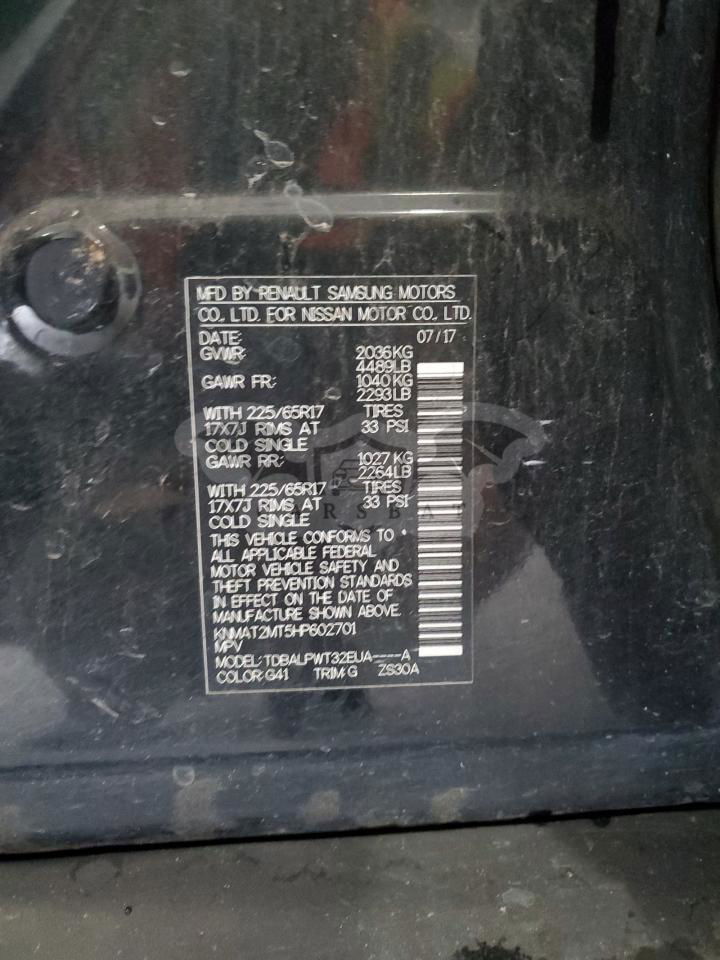 MFD BY RENAULT SAMSUNG MOTORS
CO., LTD. FOR NISSAN MOTOR CO., LTD.
DATE: 07/17
GVWR: 2036KG
4489LB
GAWR FR: 1040KG
2293LB
WITH 225/65R17 TIRES
17X7J RIMS AT 33 PSI
COLD SINGLE
GAWR RR: 1027KG
2264LB
WITH 225/65R17 TIRES
17X7J RIMS AT 33 PSI
COLD SINGLE
THIS VEHICLE CONFORMS TO
ALL APPLICABLE FEDERAL
MOTOR VEHICLE SAFETY AND
THEFT PREVENTION STANDARDS
IN EFFECT ON THE DATE OF
MANUFACTURE SHOWN ABOVE.
KNMAT2MT5HP602701
MPV
MODEL: TDBALPWT32EUA----A
COLOR: G41 TRIM: G ZS30A